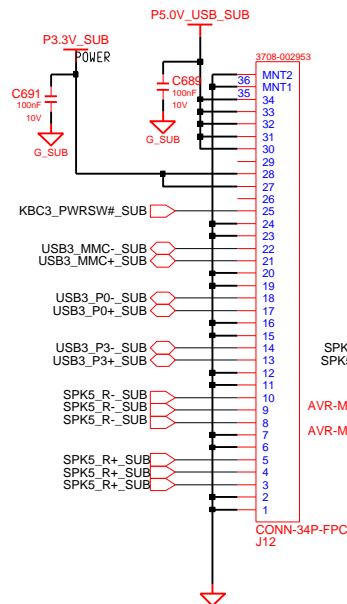 P5.0V_USB_SUB
P3.3V_SUB
POWER
3708-002953
C691
100nF
10V
G_SUB
C689
100nF
10V
G_SUB
MNT2
36
MNT1
35
34
33
32
31
30
29
28
27
26
KBC3_PWRSW#_SUB 25
24
23
USB3_MMC-_SUB 22
USB3_MMC+_SUB 21
20
19
USB3_P0-_SUB 18
USB3_P0+_SUB 17
16
15
USB3_P3-_SUB 14 SPK
USB3_P3+_SUB 13 SPK5
12
11
SPK5_R-_SUB 10
SPK5_R-_SUB 9 AVR-M
SPK5_R-_SUB 8
7 AVR-M
6
SPK5_R+_SUB 5
SPK5_R+_SUB 4
SPK5_R+_SUB 3
2
1
CONN-34P-FPC
J12